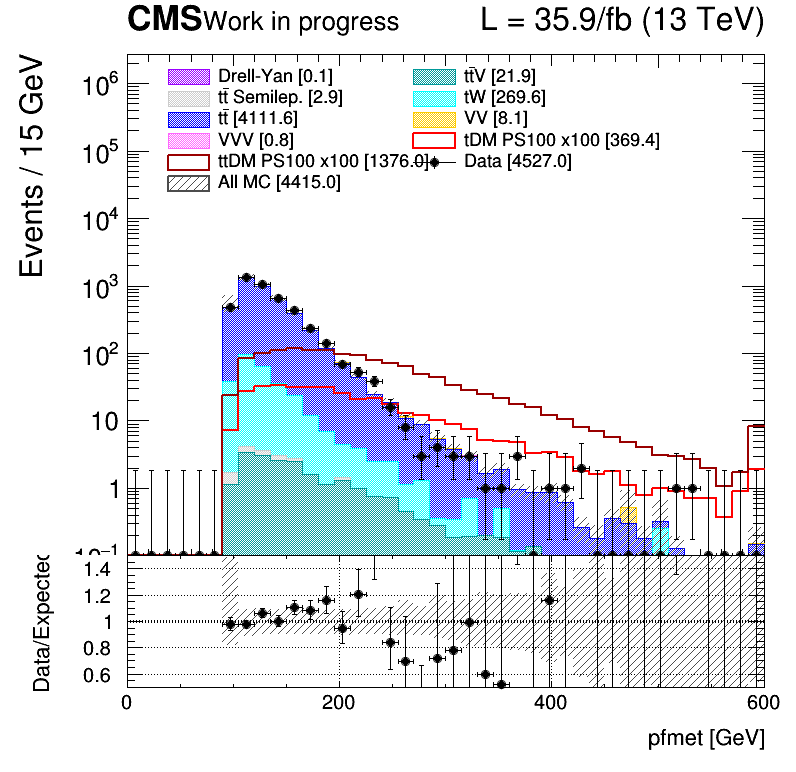 CMS Work in progress L = 35.9/fb (13 TeV)
Events / 15 GeV
Drell-Yan [0.1] tt̄V [21.9]
tt̄ Semilep. [2.9] tW [269.6]
tt̄ [4111.6] VV [8.1]
VVV [0.8] tDM PS100 x100 [369.4]
ttDM PS100 x100 [1376.0] Data [4527.0]
All MC [4415.0]
10⁶
10⁵
10⁴
10³
10²
10
1
10⁻¹
Data/Expected
1.4
1.2
1
0.8
0.6
0 200 400 600
pfmet [GeV]